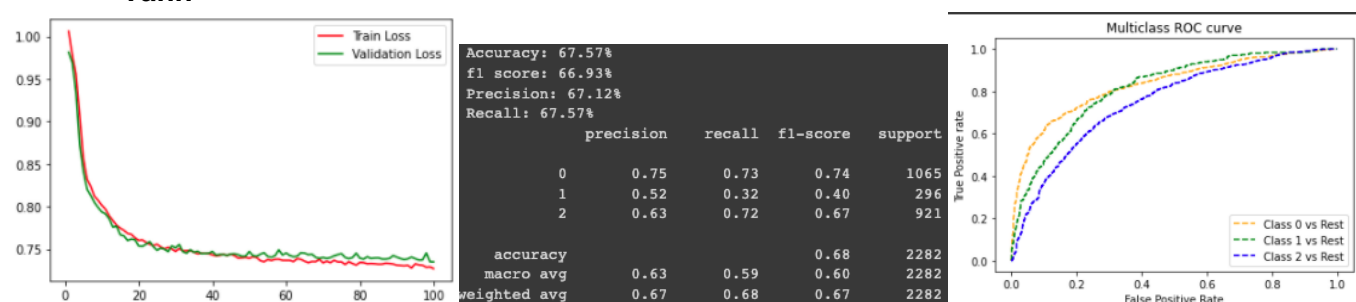 1.00
0.95
0.90
0.85
0.80
0.75
0 20 40 60 80 100
Train Loss
Validation Loss
Accuracy: 67.57%
f1 score: 66.93%
Precision: 67.12%
Recall: 67.57%
precision recall f1-score support
0 0.75 0.73 0.74 1065
1 0.52 0.32 0.40 296
2 0.63 0.72 0.67 921
accuracy 0.68 2282
macro avg 0.63 0.59 0.60 2282
weighted avg 0.67 0.68 0.67 2282
Multiclass ROC curve
True Positive rate
1.0
0.8
0.6
0.4
0.2
0.0
Class 0 vs Rest
Class 1 vs Rest
Class 2 vs Rest
0.0 0.2 0.4 0.6 0.8 1.0
False Positive Rate